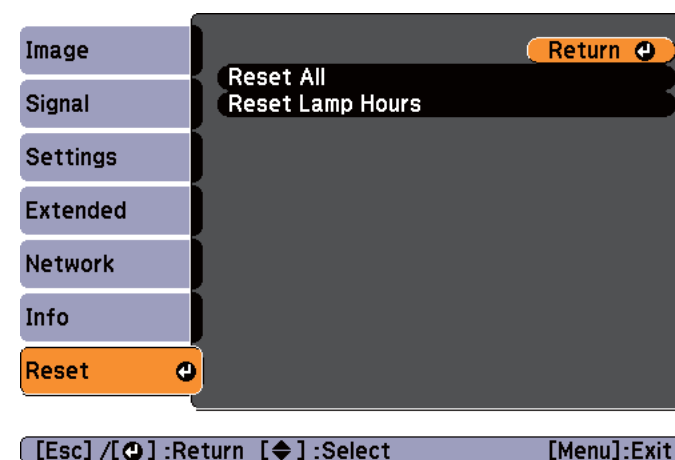 Image
Signal
Settings
Extended
Network
Info
Reset
Return
Reset All
Reset Lamp Hours
[Esc] /[⏎] :Return [◆] :Select [Menu]:Exit